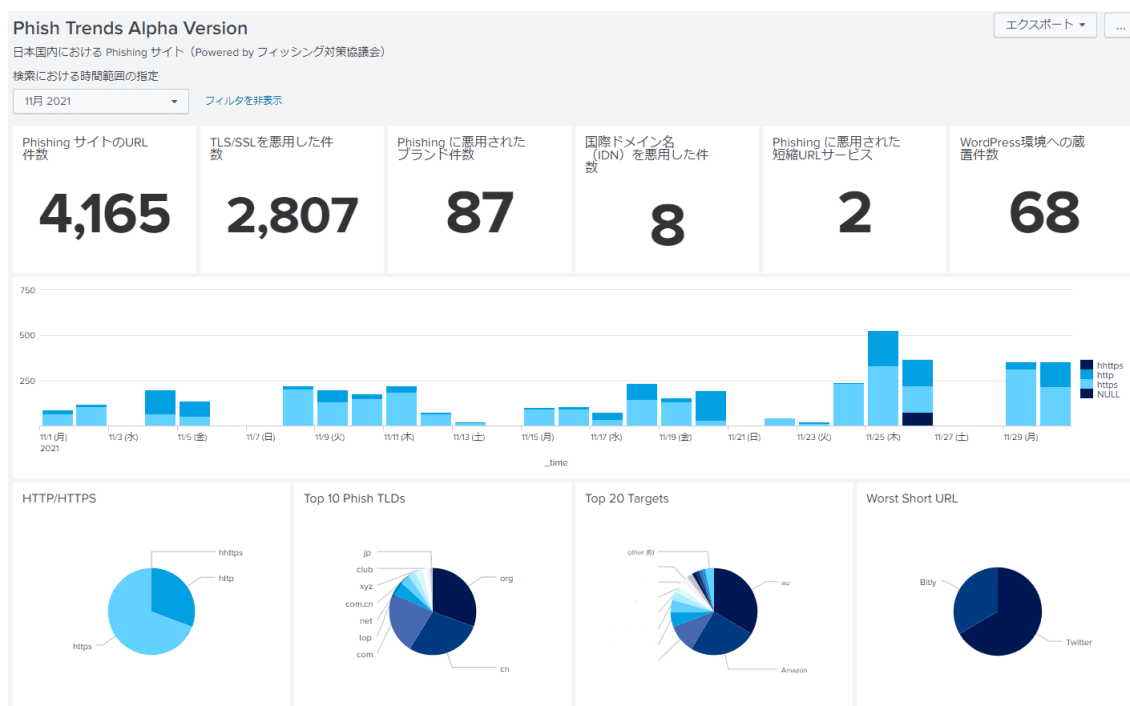 Phish Trends Alpha Version
エクスポート
...
日本国内における Phishing サイト（Powered by フィッシング対策協議会）
検索における時間範囲の指定
11月 2021
フィルタを非表示
Phishing サイトのURL
件数
4,165
TLS/SSLを悪用した件
数
2,807
Phishing に悪用された
ブランド件数
87
国際ドメイン名
（IDN）を悪用した件
数
8
Phishing に悪用された
短縮URLサービス
2
WordPress環境への蔵
置件数
68
750
500
250
11/1 (月)
2021
11/3 (水)
11/5 (金)
11/7 (日)
11/9 (火)
11/11 (木)
11/13 (土)
11/15 (月)
11/17 (水)
11/19 (金)
11/21 (日)
11/23 (火)
11/25 (木)
11/27 (土)
11/29 (月)
_time
hhttps
http
https
NULL
HTTP/HTTPS
hhttps
http
https
Top 10 Phish TLDs
jp
club
xyz
com.cn
net
top
com
org
cn
Top 20 Targets
other (6)
au
Amazon
Worst Short URL
Bitly
Twitter